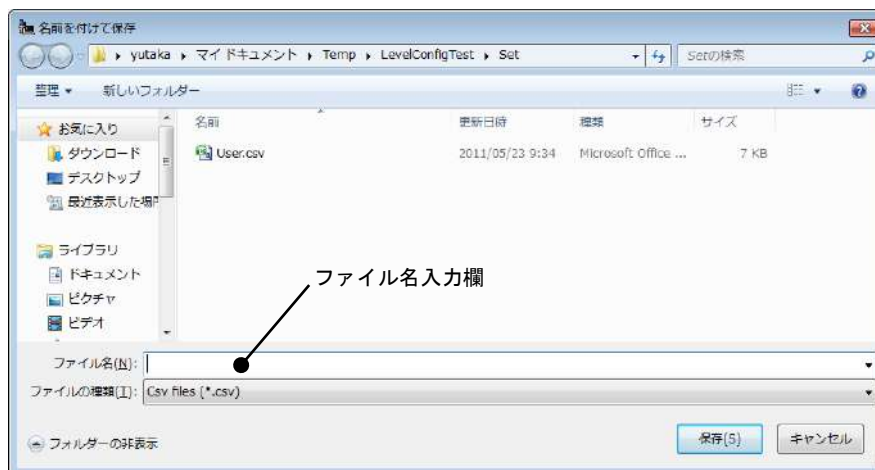 名前を付けて保存
yutaka ▸ マイ ドキュメント ▸ Temp ▸ LevelConfigTest ▸ Set
Setの検索
整理 ▼ 新しいフォルダー
名前 更新日時 種類 サイズ
User.csv 2011/05/23 9:34 Microsoft Office ... 7 KB
お気に入り
ダウンロード
デスクトップ
最近表示した場所
ライブラリ
ドキュメント
ピクチャ
ビデオ
ファイル名入力欄
ファイル名(N):
ファイルの種類(T): Csv files (*.csv)
フォルダーの非表示
保存(S) キャンセル